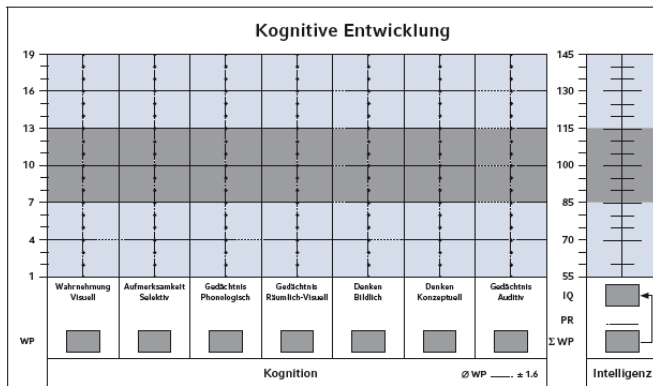 Kognitive Entwicklung
19
16
13
10
7
4
1
145
130
115
100
85
70
55
Wahrnehmung
Visuell
Aufmerksamkeit
Selektiv
Gedächtnis
Phonologisch
Gedächtnis
Räumlich-Visuell
Denken
Bildlich
Denken
Konzeptuell
Gedächtnis
Auditiv
IQ
PR
WP
Σ WP
Kognition
Ø WP ____ ± 1.6
Intelligenz